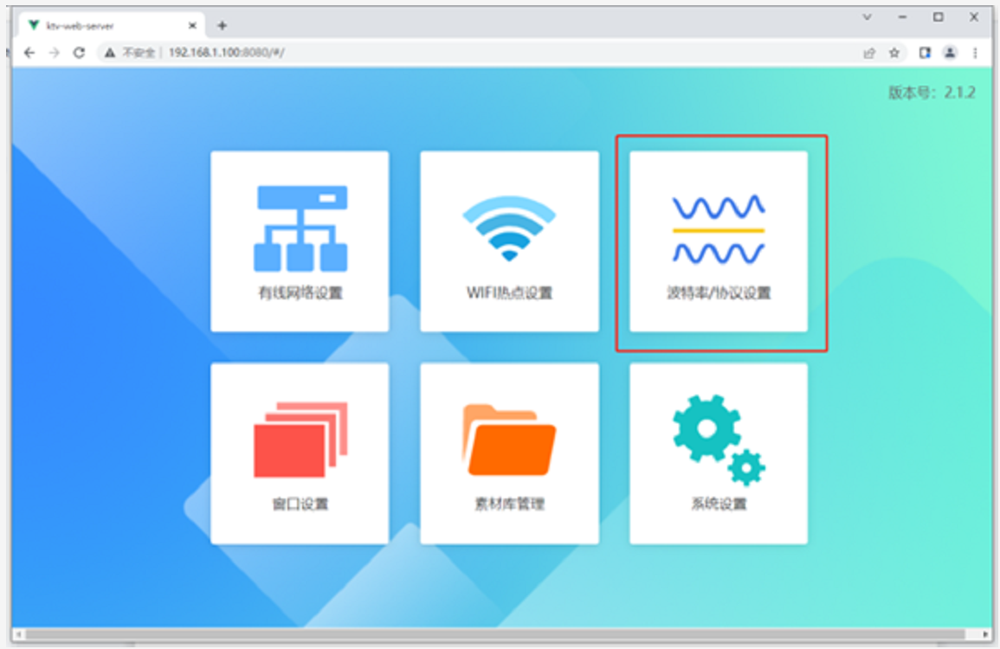 ktv-web-server
不安全 | 192.168.1.100:8080/#/
版本号：2.1.2
有线网络设置
WIFI热点设置
波特率/协议设置
窗口设置
素材库管理
系统设置